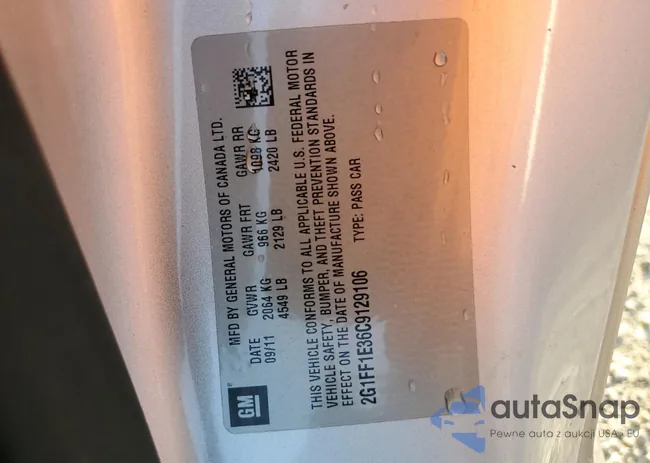 GM
MFD BY GENERAL MOTORS OF CANADA LTD.
DATE GVWR GAWR FRT GAWR RR
09/11 2064 KG 966 KG 1098 KG
4549 LB 2129 LB 2420 LB
THIS VEHICLE CONFORMS TO ALL APPLICABLE U.S. FEDERAL MOTOR
VEHICLE SAFETY, BUMPER, AND THEFT PREVENTION STANDARDS IN
EFFECT ON THE DATE OF MANUFACTURE SHOWN ABOVE.
2G1FF1E36C9129106 TYPE: PASS CAR
autaSnap
Pewne auta z aukcji USA i EU